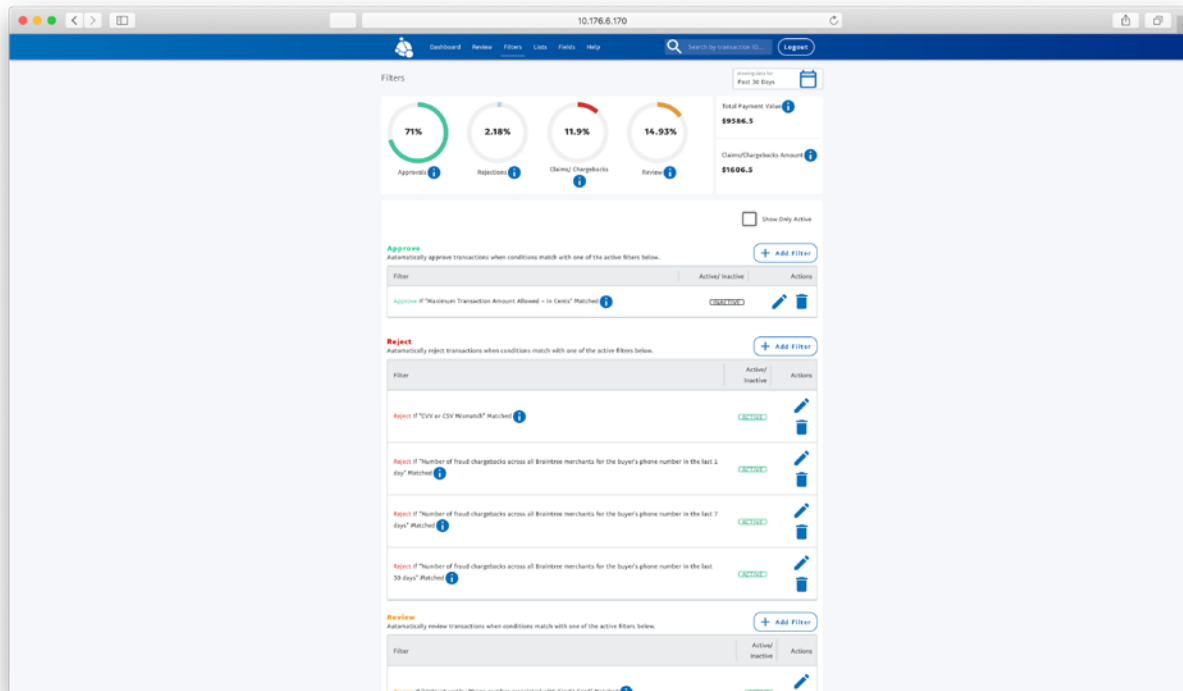 10.176.6.170
Dashboard Review Filters Lists Fields Help
Search by transaction ID...
Logout
Filters
showing data for
Past 30 Days
71%
2.18%
11.9%
14.93%
Approvals
Rejections
Claims/ Chargebacks
Review
Total Payment Value
$9586.5
Claims/Chargebacks Amount
$1606.5
Show Only Active
Approve
Automatically approve transactions when conditions match with one of the active filters below.
+ Add Filter
Filter Active/ Inactive Actions
Approve if "Maximum Transaction Amount Allowed - In Cents" Matched
INACTIVE
Reject
Automatically reject transactions when conditions match with one of the active filters below.
+ Add Filter
Filter Active/ Inactive Actions
Reject if "CVV or CSV Mismatch" Matched
ACTIVE
Reject if "Number of fraud chargebacks across all Braintree merchants for the buyer's phone number in the last 1
day" Matched
ACTIVE
Reject if "Number of fraud chargebacks across all Braintree merchants for the buyer's phone number in the last 7
days" Matched
ACTIVE
Reject if "Number of fraud chargebacks across all Braintree merchants for the buyer's phone number in the last
30 days" Matched
ACTIVE
Review
Automatically review transactions when conditions match with one of the active filters below.
+ Add Filter
Filter Active/ Inactive Actions